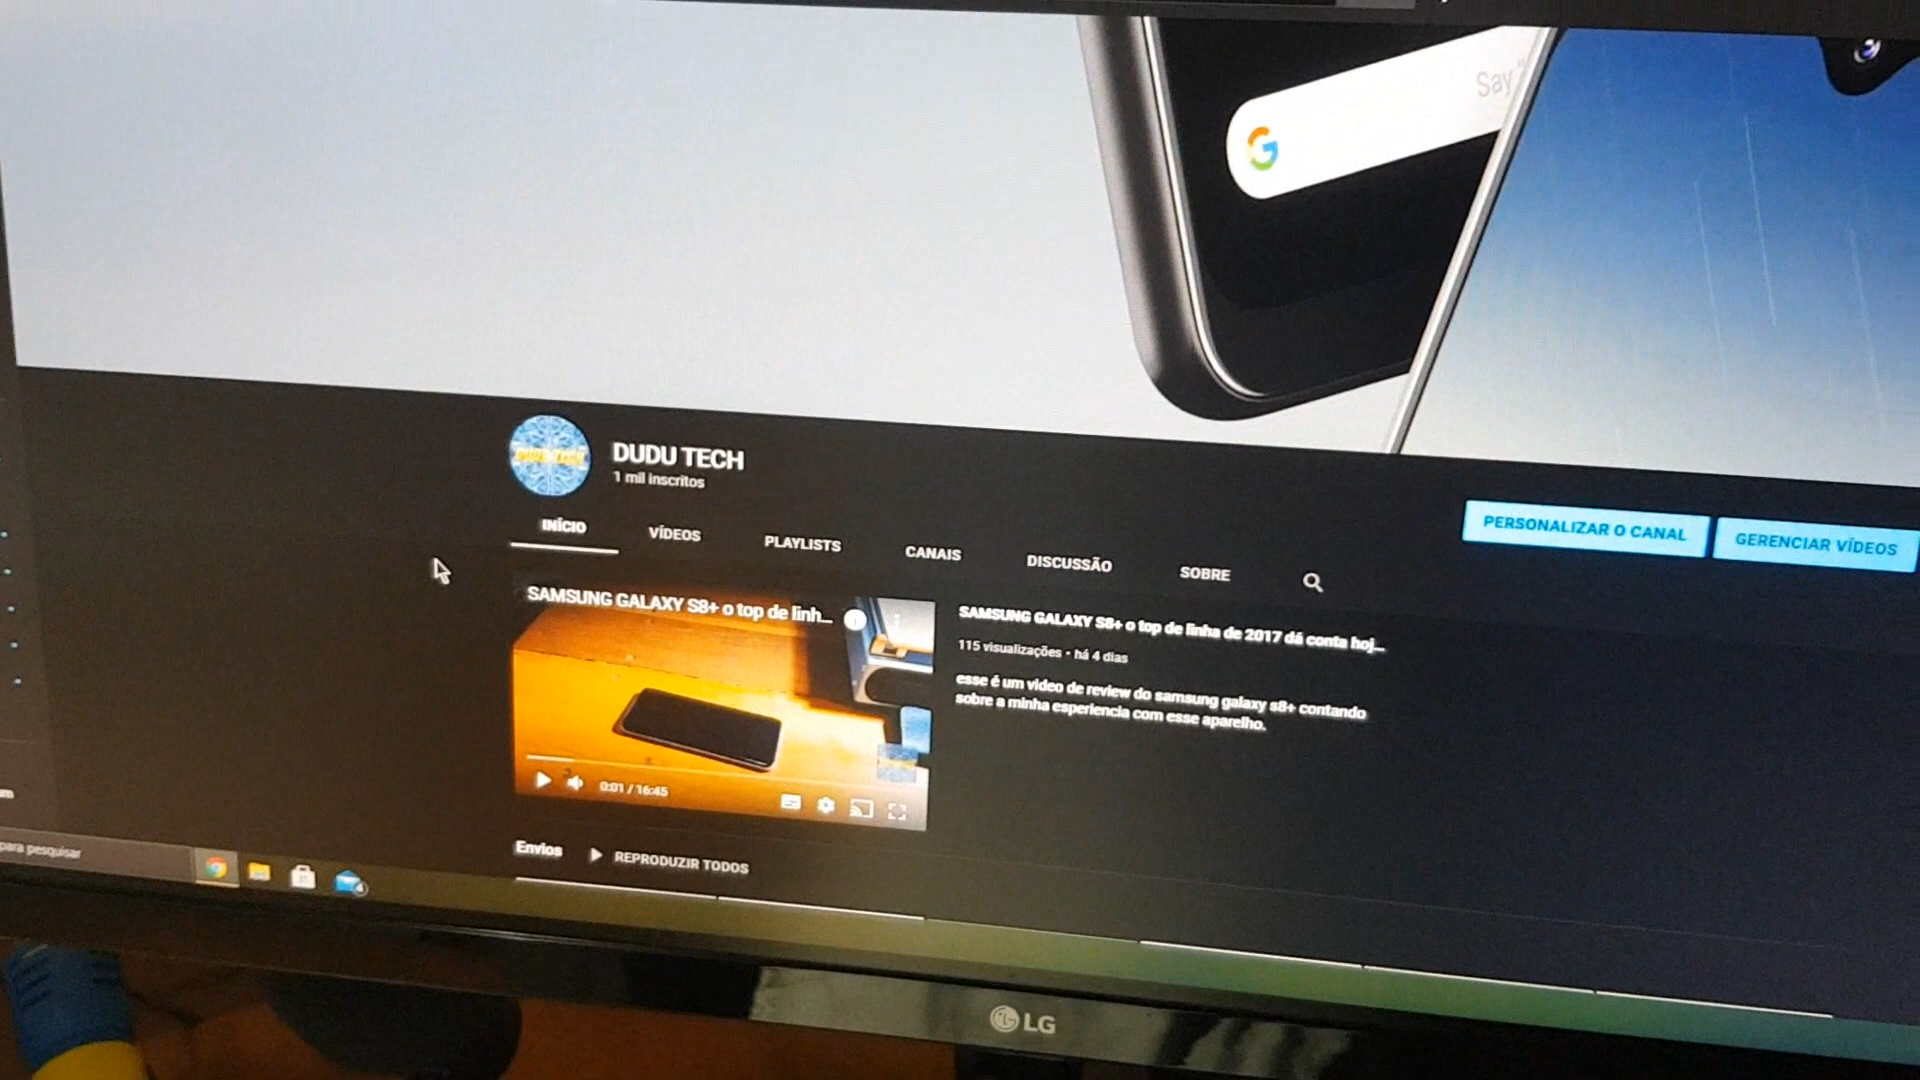 Say "
DUDU TECH
1 mil inscritos
PERSONALIZAR O CANAL
GERENCIAR VÍDEOS
INÍCIO
VÍDEOS
PLAYLISTS
CANAIS
DISCUSSÃO
SOBRE
SAMSUNG GALAXY S8+ o top de linh...
0:01 / 16:45
SAMSUNG GALAXY S8+ o top de linha de 2017 dá conta hoj...
115 visualizações • há 4 dias
esse é um video de review do samsung galaxy s8+ contando
sobre a minha esperiencia com esse aparelho.
Envios
REPRODUZIR TODOS
para pesquisar
4
LG